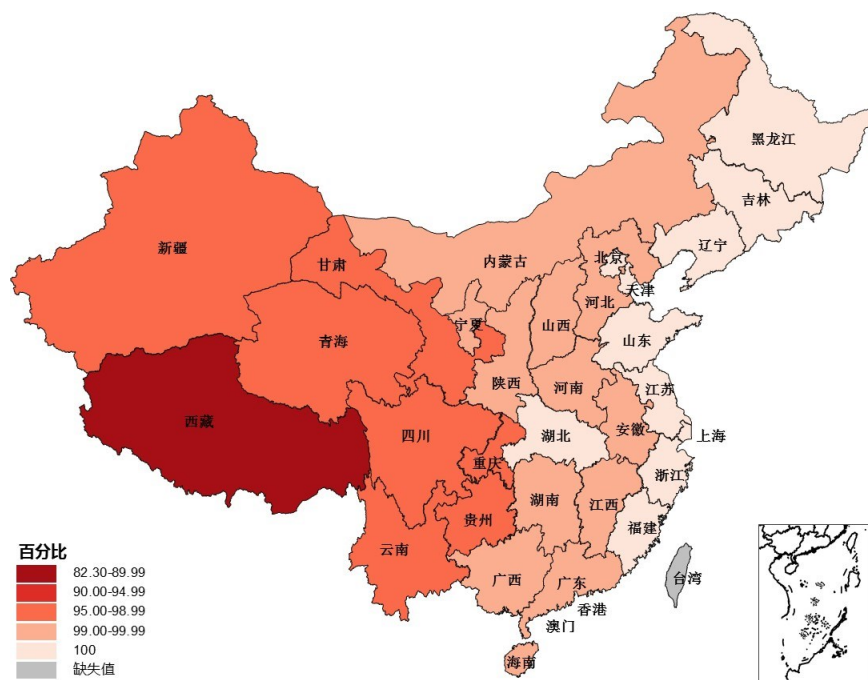 黑龙江
吉林
辽宁
新疆
甘肃
内蒙古
北京
天津
河北
宁夏
山西
青海
山东
陕西
河南
江苏
西藏
四川
湖北
安徽
上海
重庆
浙江
湖南
江西
贵州
福建
云南
广西
广东
台湾
香港
澳门
海南
百分比
82.30-89.99
90.00-94.99
95.00-98.99
99.00-99.99
100
缺失值